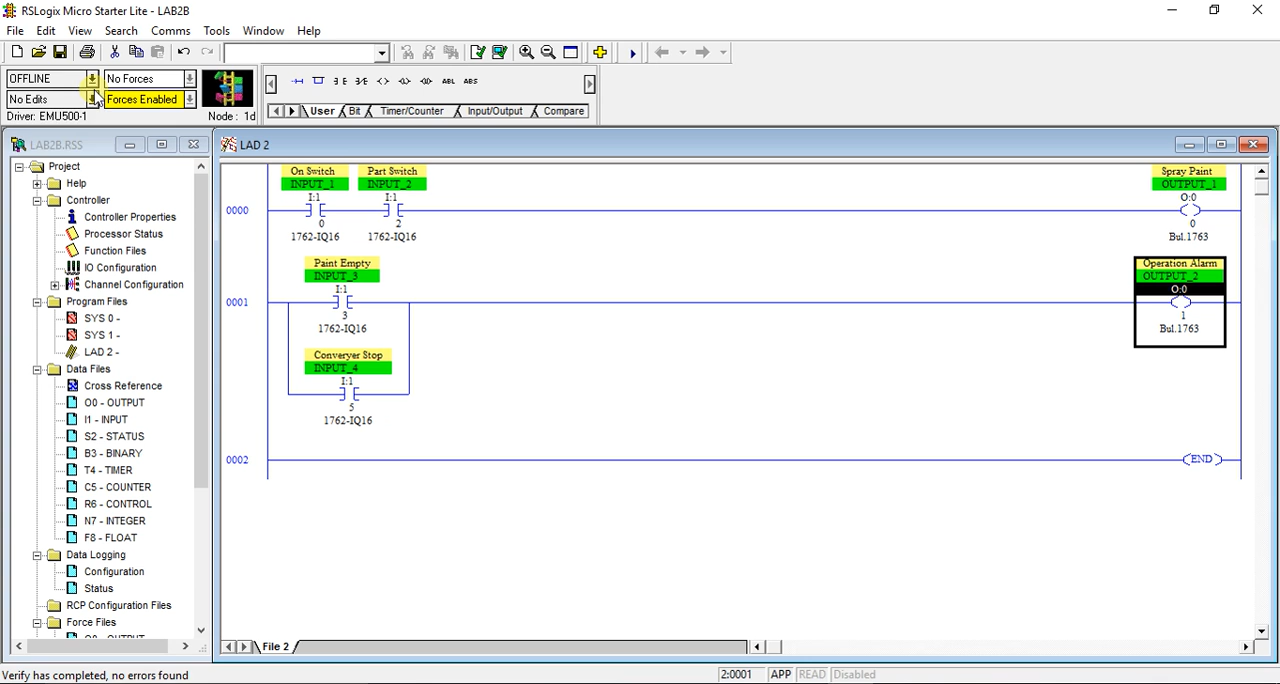 RSLogix Micro Starter Lite - LAB2B
File Edit View Search Comms Tools Window Help
ABL ABS
OFFLINE No Forces
No Edits Forces Enabled
Driver: EMU500-1 Node: 1d
User Bit Timer/Counter Input/Output Compare
LAB2B.RSS
Project
Help
Controller
Controller Properties
Processor Status
Function Files
IO Configuration
Channel Configuration
Program Files
SYS 0 -
SYS 1 -
LAD 2 -
Data Files
Cross Reference
O0 - OUTPUT
I1 - INPUT
S2 - STATUS
B3 - BINARY
T4 - TIMER
C5 - COUNTER
R6 - CONTROL
N7 - INTEGER
F8 - FLOAT
Data Logging
Configuration
Status
RCP Configuration Files
Force Files
LAD 2
On Switch Part Switch Spray Paint
INPUT_1 INPUT_2 OUTPUT_1
I:1 I:1 O:0
0000
0 2 0
1762-IQ16 1762-IQ16 Bul.1763
Paint Empty Operation Alarm
INPUT_3 OUTPUT_2
I:1 O:0
0001
3 1
1762-IQ16 Bul.1763
Converyer Stop
INPUT_4
I:1
5
1762-IQ16
0002 END
File 2
Verify has completed, no errors found 2:0001 APP READ Disabled